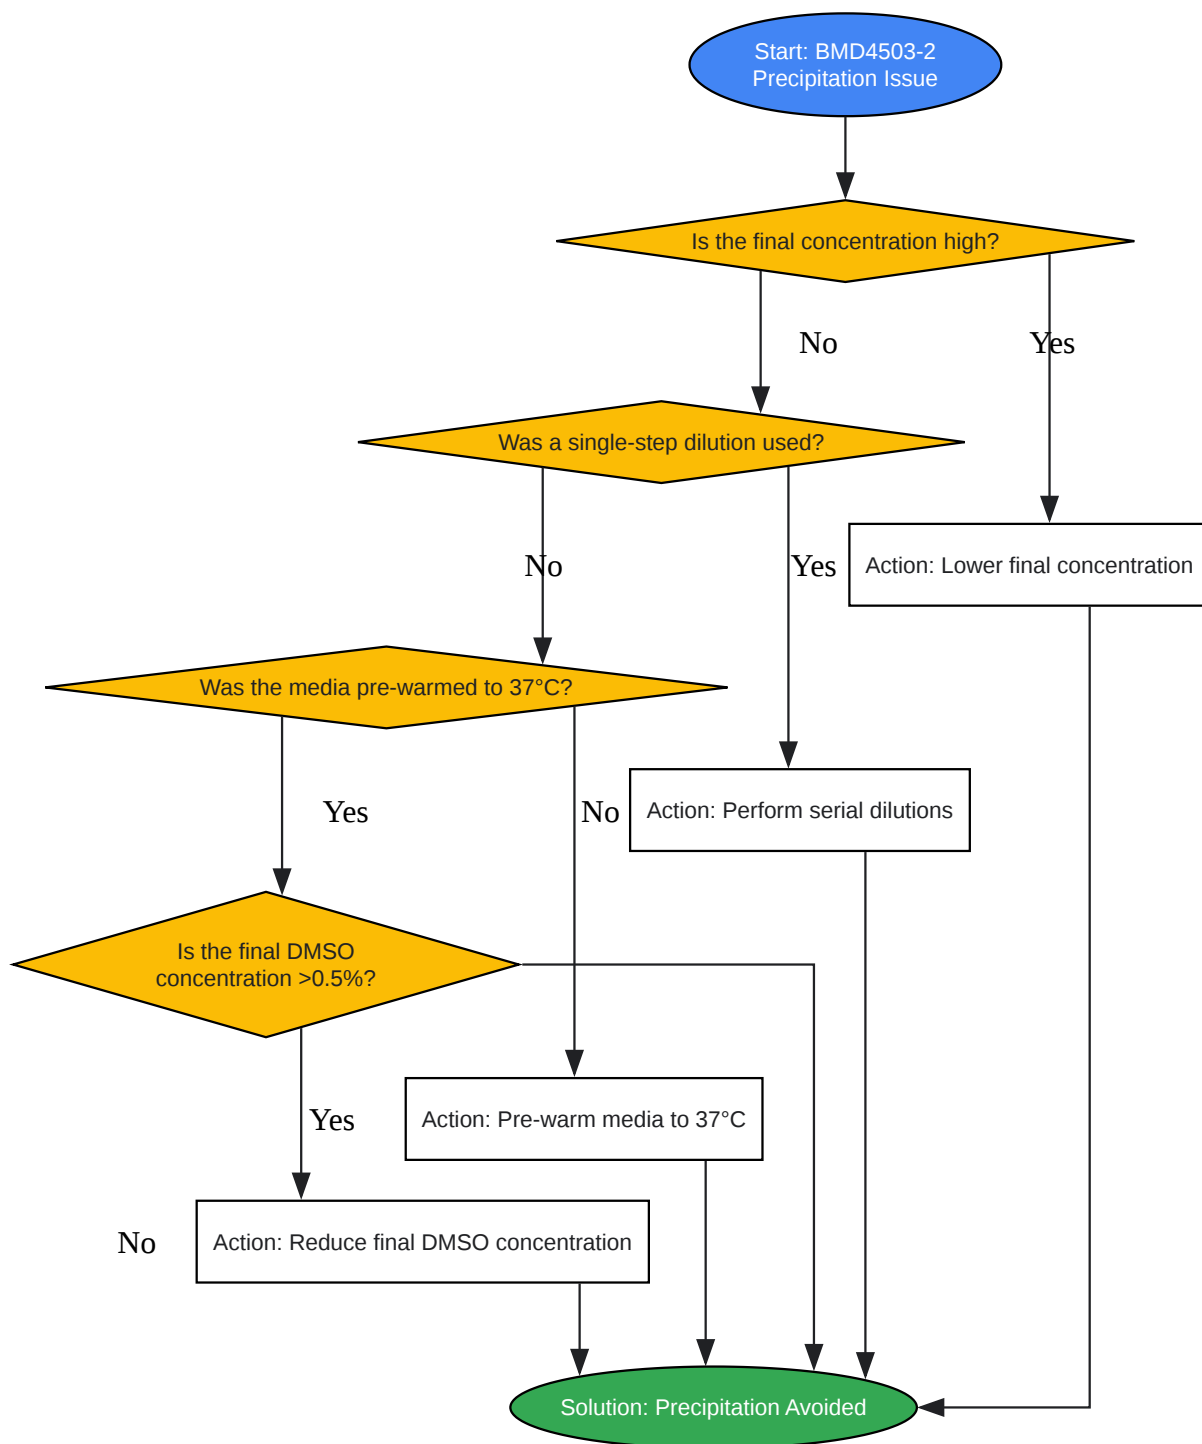 Start: BMD4503-2
Precipitation Issue
Is the final concentration high?
No
Yes
Was a single-step dilution used?
No
Yes
Action: Lower final concentration
Was the media pre-warmed to 37°C?
Yes
No
Action: Perform serial dilutions
Is the final DMSO
concentration >0.5%?
Yes
Action: Pre-warm media to 37°C
No
Action: Reduce final DMSO concentration
Solution: Precipitation Avoided